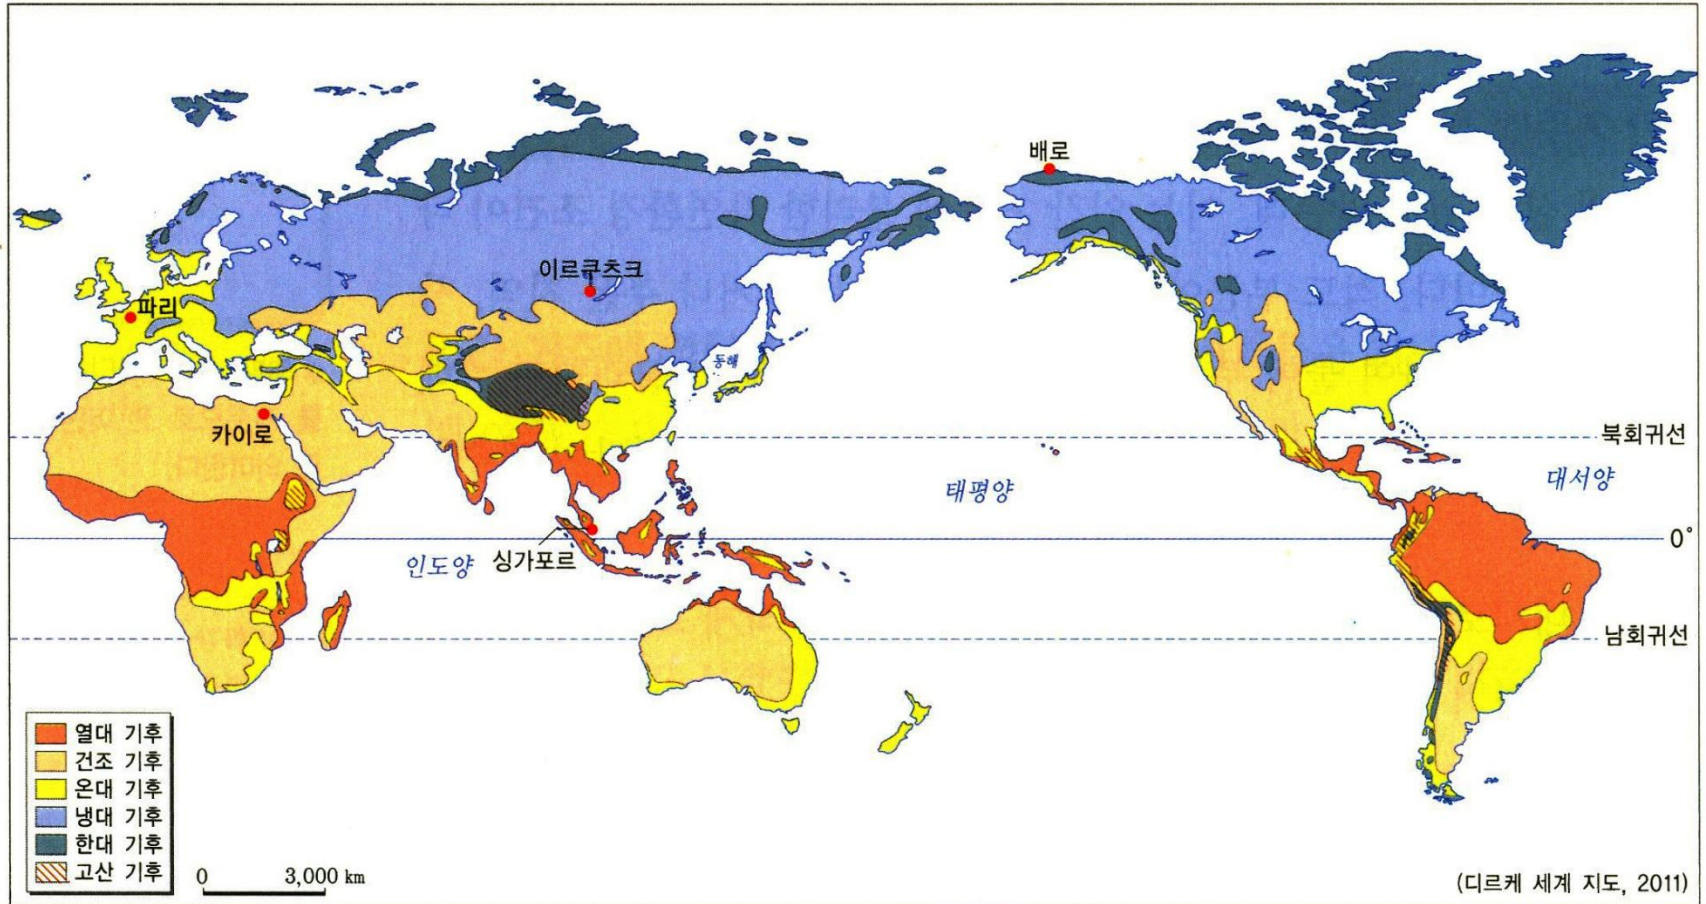 배로
이르쿠츠크
파리
동해
카이로
북회귀선
태평양
대서양
싱가포르
인도양
0°
남회귀선
열대 기후
건조 기후
온대 기후
냉대 기후
한대 기후
고산 기후
0 3,000 km
(디르케 세계 지도, 2011)